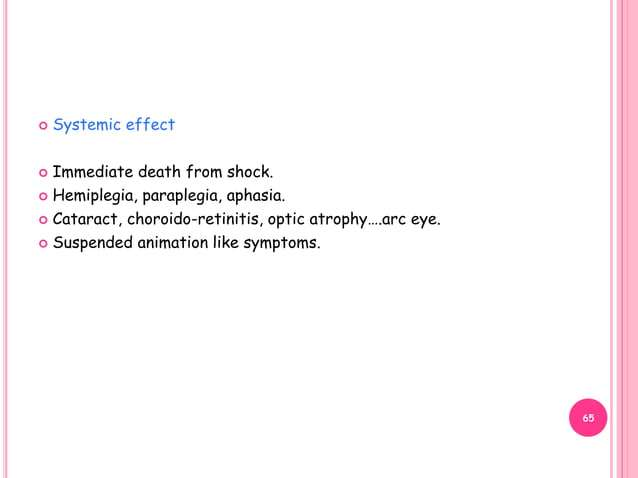 Systemic effect
Immediate death from shock.
Hemiplegia, paraplegia, aphasia.
Cataract, choroido-retinitis, optic atrophy….arc eye.
Suspended animation like symptoms.
65